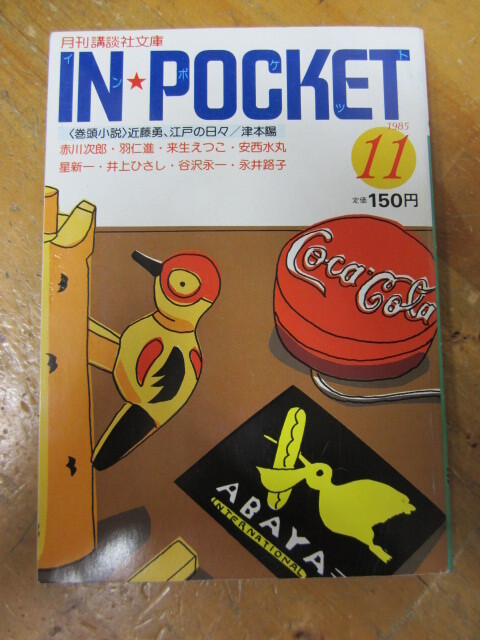 月刊講談社文庫
IN★POCKET
インポケット
〈巻頭小説〉近藤勇、江戸の日々／津本陽
赤川次郎・羽仁進・来生えつこ・安西水丸
星新一・井上ひさし・谷沢永一・永井路子
1985
11
定価150円
Coca-Cola
ABAYA
INTERNATIONAL